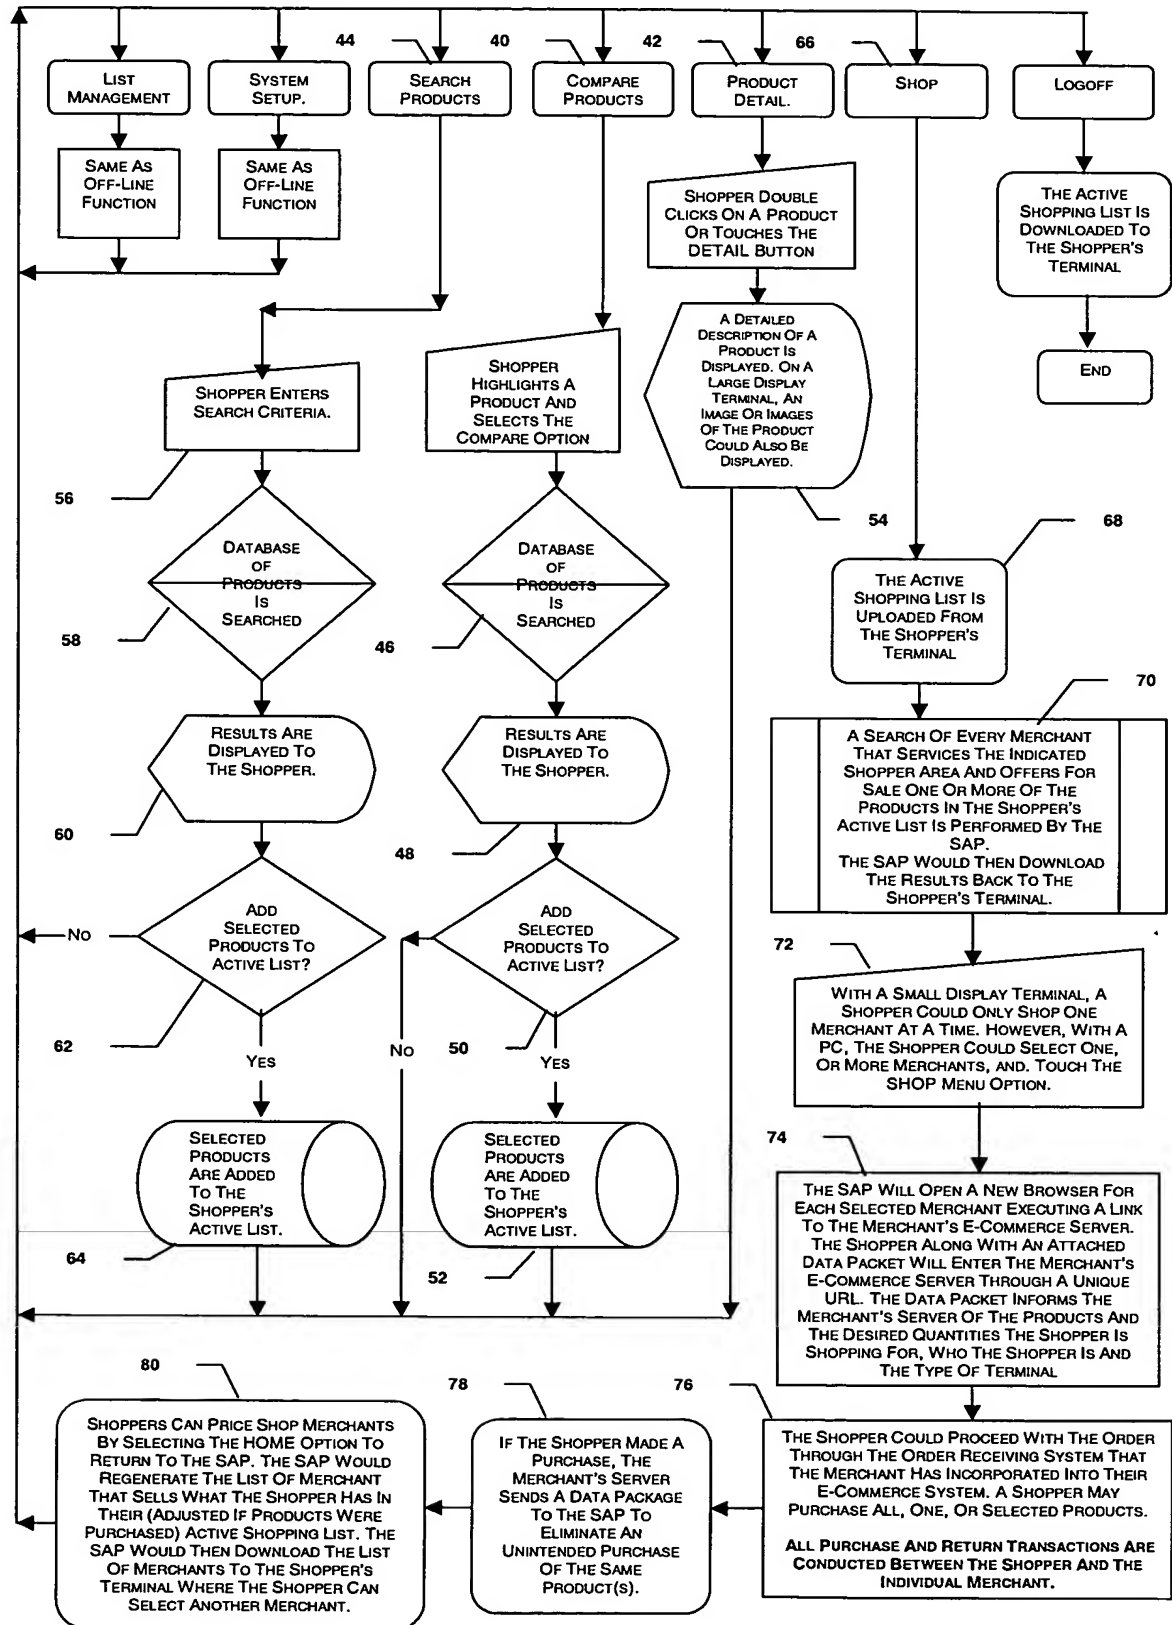 44
40
42
66
LIST
MANAGEMENT
SYSTEM
SETUP.
SEARCH
PRODUCTS
COMPARE
PRODUCTS
PRODUCT
DETAIL.
SHOP
LOGOFF
SAME AS
OFF-LINE
FUNCTION
SAME AS
OFF-LINE
FUNCTION
SHOPPER DOUBLE
CLICKS ON A PRODUCT
OR TOUCHES THE
DETAIL BUTTON
THE ACTIVE
SHOPPING LIST IS
DOWNLOADED TO
THE SHOPPER'S
TERMINAL
END
A DETAILED
DESCRIPTION OF A
PRODUCT IS
DISPLAYED. ON A
LARGE DISPLAY
TERMINAL, AN
IMAGE OR IMAGES
OF THE PRODUCT
COULD ALSO BE
DISPLAYED.
54
SHOPPER ENTERS
SEARCH CRITERIA.
56
SHOPPER
HIGHLIGHTS A
PRODUCT AND
SELECTS THE
COMPARE OPTION
DATABASE
OF
PRODUCTS
IS
SEARCHED
58
DATABASE
OF
PRODUCTS
IS
SEARCHED
46
68
THE ACTIVE
SHOPPING LIST IS
UPLOADED FROM
THE SHOPPER'S
TERMINAL
RESULTS ARE
DISPLAYED TO
THE SHOPPER.
60
RESULTS ARE
DISPLAYED TO
THE SHOPPER.
48
70
A SEARCH OF EVERY MERCHANT
THAT SERVICES THE INDICATED
SHOPPER AREA AND OFFERS FOR
SALE ONE OR MORE OF THE
PRODUCTS IN THE SHOPPER'S
ACTIVE LIST IS PERFORMED BY THE
SAP.
THE SAP WOULD THEN DOWNLOAD
THE RESULTS BACK TO THE
SHOPPER'S TERMINAL.
NO
ADD
SELECTED
PRODUCTS TO
ACTIVE LIST?
62
YES
ADD
SELECTED
PRODUCTS TO
ACTIVE LIST?
50
NO
YES
72
WITH A SMALL DISPLAY TERMINAL, A
SHOPPER COULD ONLY SHOP ONE
MERCHANT AT A TIME. HOWEVER, WITH A
PC, THE SHOPPER COULD SELECT ONE,
OR MORE MERCHANTS, AND. TOUCH THE
SHOP MENU OPTION.
SELECTED
PRODUCTS
ARE ADDED
TO THE
SHOPPER'S
ACTIVE LIST.
64
SELECTED
PRODUCTS
ARE ADDED
TO THE
SHOPPER'S
ACTIVE LIST.
52
74
THE SAP WILL OPEN A NEW BROWSER FOR
EACH SELECTED MERCHANT EXECUTING A LINK
TO THE MERCHANT'S E-COMMERCE SERVER.
THE SHOPPER ALONG WITH AN ATTACHED
DATA PACKET WILL ENTER THE MERCHANT'S
E-COMMERCE SERVER THROUGH A UNIQUE
URL. THE DATA PACKET INFORMS THE
MERCHANT'S SERVER OF THE PRODUCTS AND
THE DESIRED QUANTITIES THE SHOPPER IS
SHOPPING FOR, WHO THE SHOPPER IS AND
THE TYPE OF TERMINAL
76
THE SHOPPER COULD PROCEED WITH THE ORDER
THROUGH THE ORDER RECEIVING SYSTEM THAT
THE MERCHANT HAS INCORPORATED INTO THEIR
E-COMMERCE SYSTEM. A SHOPPER MAY
PURCHASE ALL, ONE, OR SELECTED PRODUCTS.
ALL PURCHASE AND RETURN TRANSACTIONS ARE
CONDUCTED BETWEEN THE SHOPPER AND THE
INDIVIDUAL MERCHANT.
78
IF THE SHOPPER MADE A
PURCHASE, THE
MERCHANT'S SERVER
SENDS A DATA PACKAGE
TO THE SAP TO
ELIMINATE AN
UNINTENDED PURCHASE
OF THE SAME
PRODUCT(S).
80
SHOPPERS CAN PRICE SHOP MERCHANTS
BY SELECTING THE HOME OPTION TO
RETURN TO THE SAP. THE SAP WOULD
REGENERATE THE LIST OF MERCHANT
THAT SELLS WHAT THE SHOPPER HAS IN
THEIR (ADJUSTED IF PRODUCTS WERE
PURCHASED) ACTIVE SHOPPING LIST. THE
SAP WOULD THEN DOWNLOAD THE LIST
OF MERCHANTS TO THE SHOPPER'S
TERMINAL WHERE THE SHOPPER CAN
SELECT ANOTHER MERCHANT.